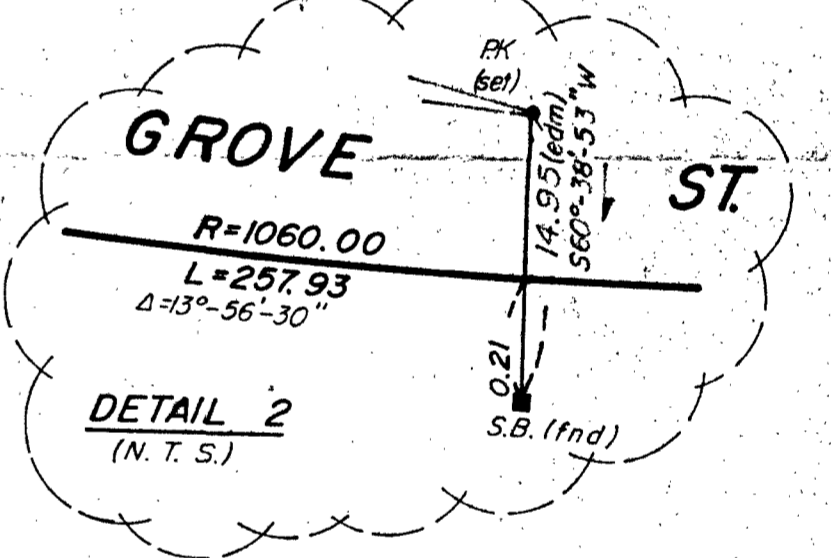 P.K
(set)
GROVE ST.
14.95 (edm)
S60°-38'-53"W
R=1060.00
L=257.93
Δ=13°-56'-30"
0.21
DETAIL 2
(N. T. S.)
S.B. (fnd)